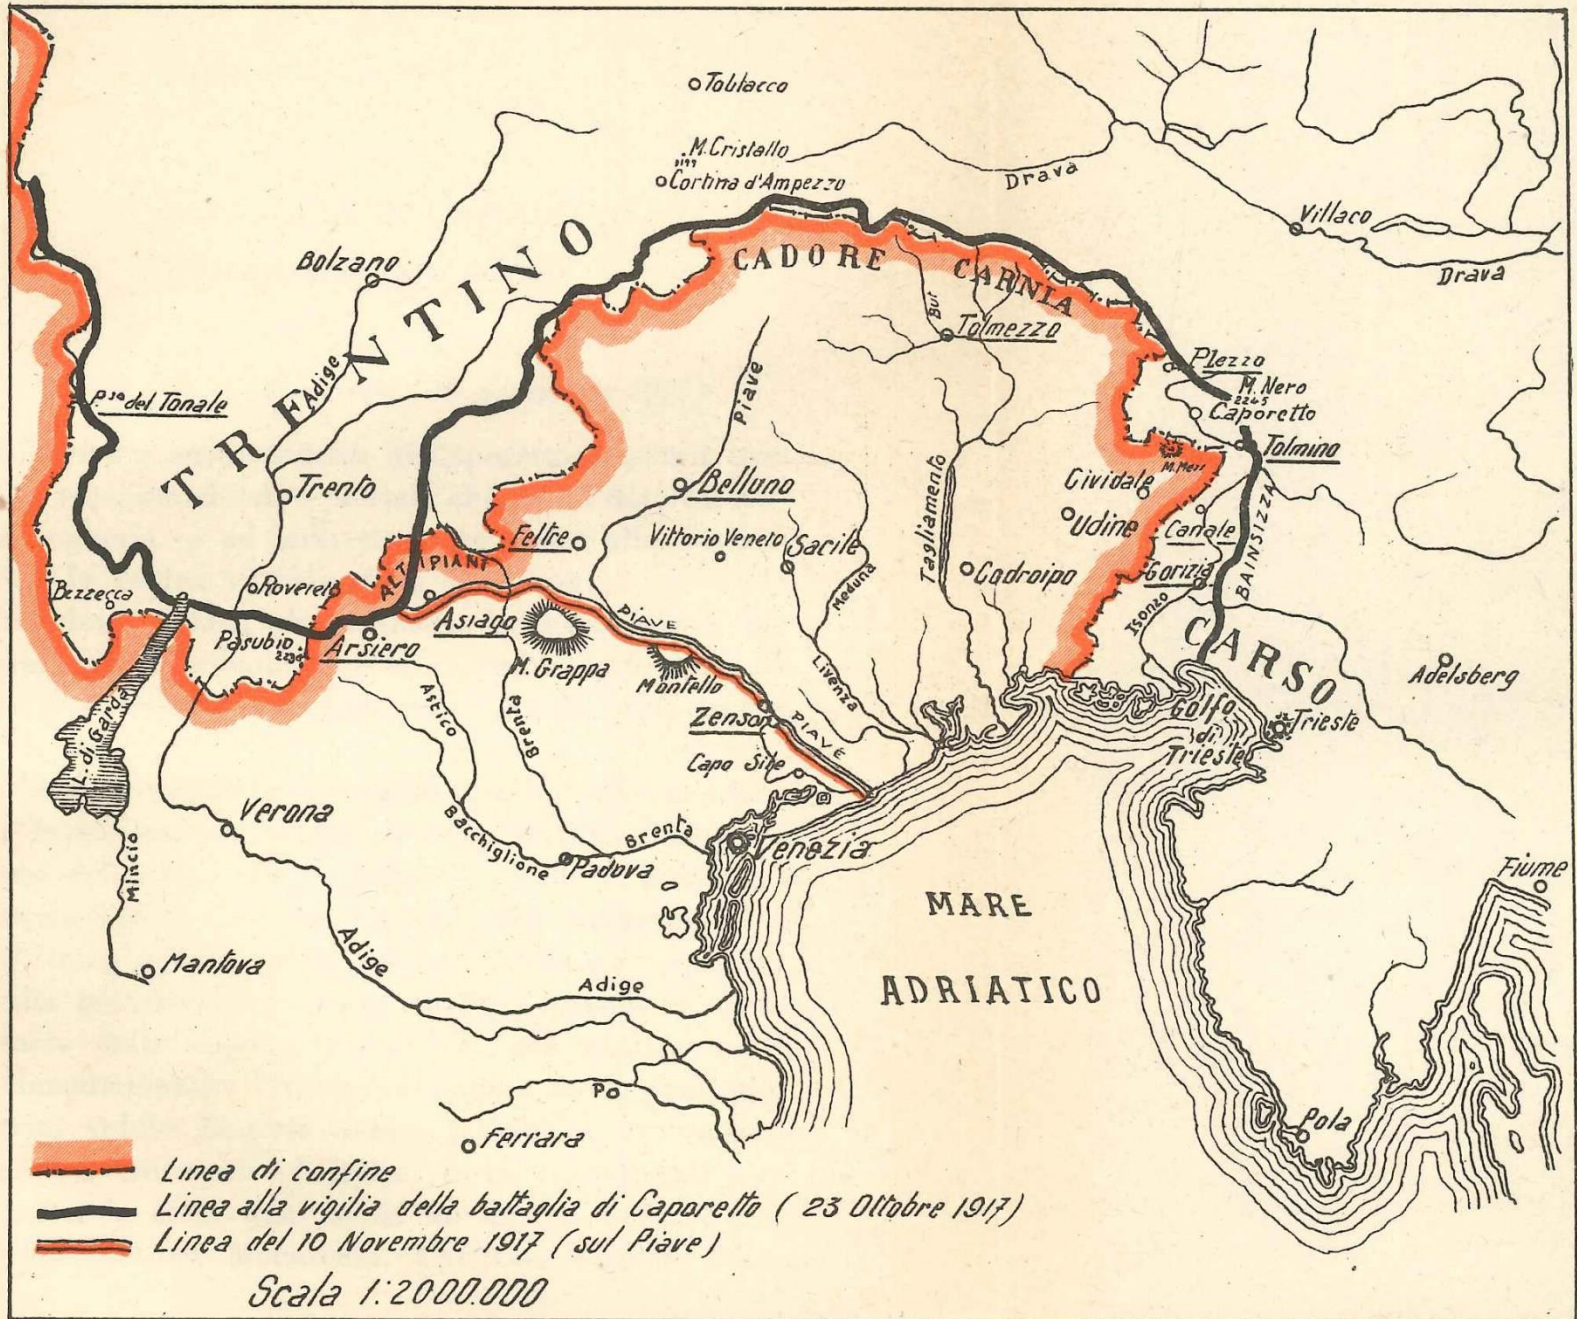 Toblacco
M. Cristallo
3199
Cortina d'Ampezzo
Drava
Villaco
Drava
Bolzano
TRENTINO
CADORE
CARNIA
But
Tolmezzo
Adige
Piave
Plezzo
M. Nero
2245
Caporetto
P.so del Tonale
Tolmino
Trento
Belluno
Tagliamento
Cividale
Udine
Canale
BAINSIZZA
Feltre
Vittorio Veneto
Sacile
Meduna
Codroipo
Gorizia
Isonzo
ALTIPIANI
Bezzecca
Rovereto
Asiago
PIAVE
CARSO
Pasubio
Arsiero
M. Grappa
Montello
Livenza
Adelsberg
L. di Garda
Astico
Brenta
Zenson
PIAVE
Golfo
di
Trieste
Trieste
Capo Sile
Verona
Bacchiglione
Brenta
Padova
Venezia
Mincio
Fiume
MARE
ADRIATICO
Mantova
Adige
Adige
Po
Ferrara
Pola
Linea di confine
Linea alla vigilia della battaglia di Caporetto ( 23 Ottobre 1917)
Linea del 10 Novembre 1917 (sul Piave)
Scala 1:2000.000